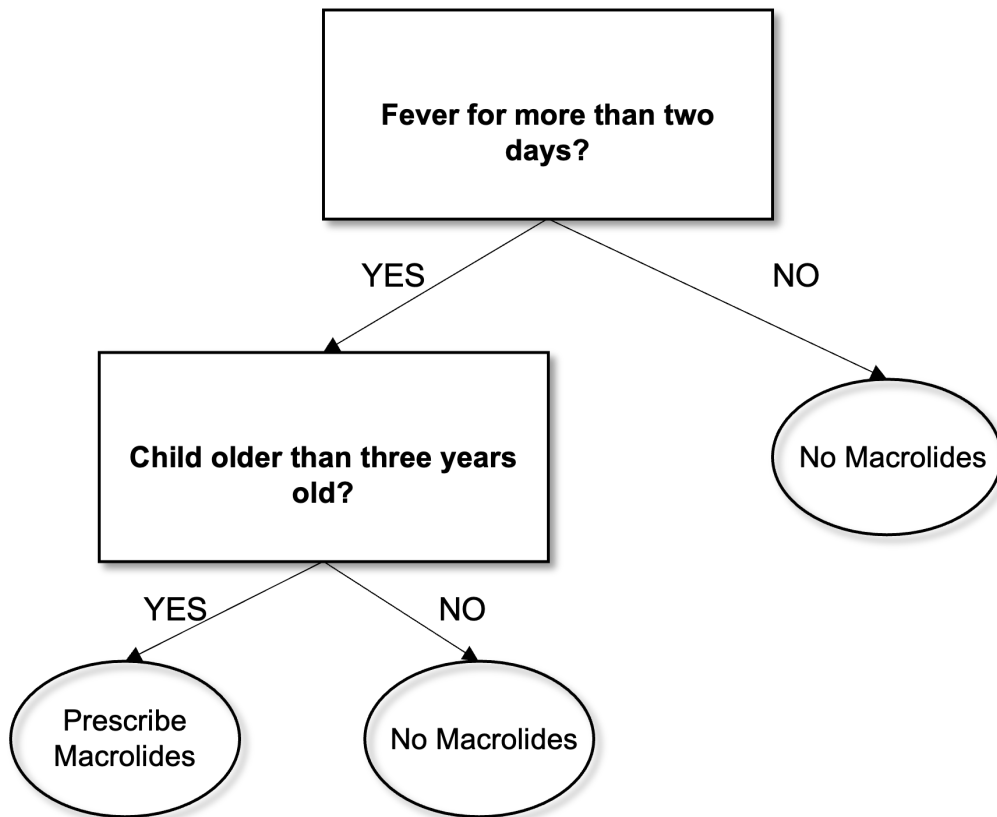 Fever for more than two
days?
YES
NO
Child older than three years
old?
No Macrolides
YES
NO
Prescribe
Macrolides
No Macrolides